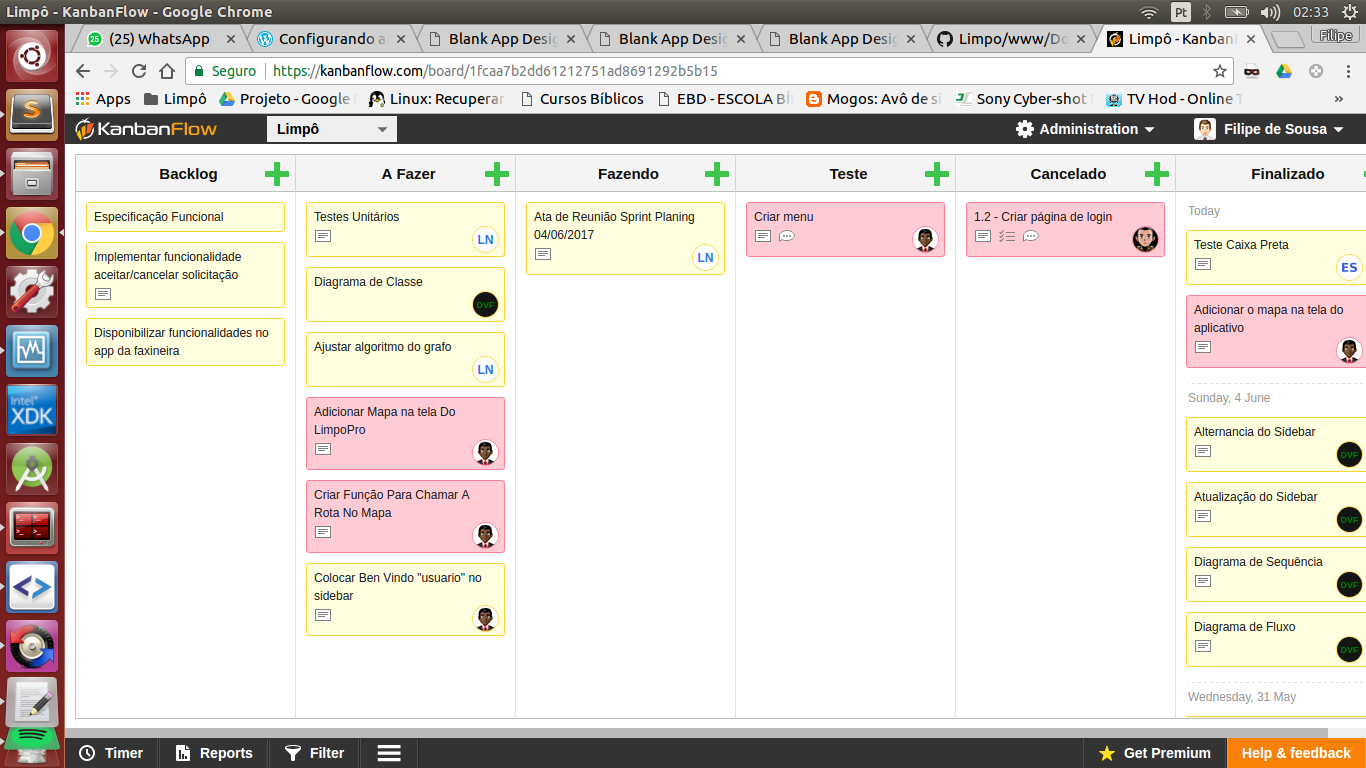 Limpô - KanbanFlow - Google Chrome
Pt
02:33
(25) WhatsApp
Configurando a
Blank App Desig
Blank App Desig
Blank App Desig
Limpo/www/Do
Limpô - Kanban
Filipe
Seguro
https://kanbanflow.com/board/1fcaa7b2dd61212751ad8691292b5b15
Apps
Limpô
Projeto - Google
Linux: Recuperar
Cursos Bíblicos
EBD - ESCOLA BÍ
Mogos: Avô de si
Sony Cyber-shot
TV Hod - Online T
»
KanbanFlow
Limpô
Administration
Filipe de Sousa
Backlog
A Fazer
Fazendo
Teste
Cancelado
Finalizado
Especificação Funcional
Implementar funcionalidade
aceitar/cancelar solicitação
Disponibilizar funcionalidades no
app da faxineira
Testes Unitários
LN
Diagrama de Classe
DVF
Ajustar algoritmo do grafo
LN
Adicionar Mapa na tela Do
LimpoPro
Criar Função Para Chamar A
Rota No Mapa
Colocar Ben Vindo "usuario" no
sidebar
Ata de Reunião Sprint Planing
04/06/2017
LN
Criar menu
1.2 - Criar página de login
Today
Teste Caixa Preta
ES
Adicionar o mapa na tela do
aplicativo
Sunday, 4 June
Alternancia do Sidebar
DVF
Atualização do Sidebar
DVF
Diagrama de Sequência
DVF
Diagrama de Fluxo
DVF
Wednesday, 31 May
Intel®
XDK
Timer
Reports
Filter
Get Premium
Help & feedback